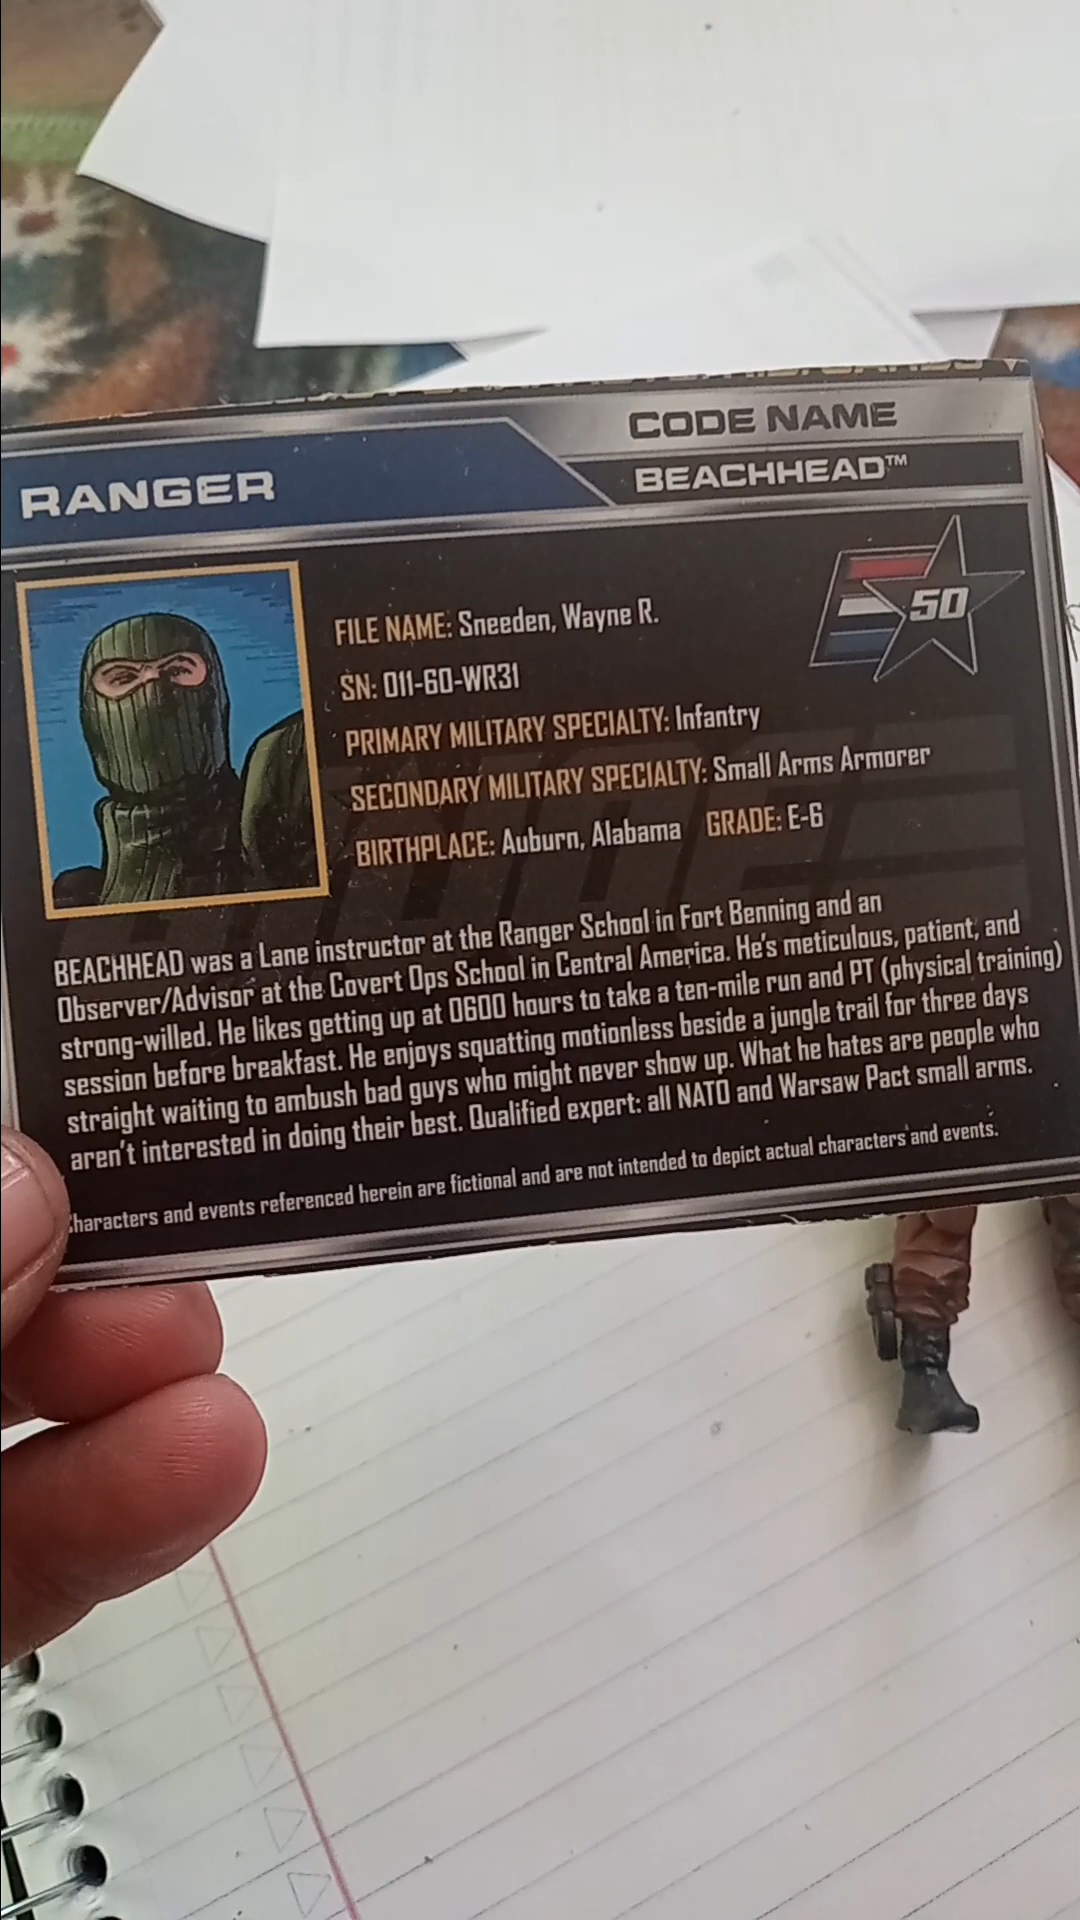 CODE NAME
RANGER
BEACHHEAD™
50
FILE NAME: Sneeden, Wayne R.
SN: 011-60-WR31
PRIMARY MILITARY SPECIALTY: Infantry
SECONDARY MILITARY SPECIALTY: Small Arms Armorer
BIRTHPLACE: Auburn, Alabama GRADE: E-6
BEACHHEAD was a Lane instructor at the Ranger School in Fort Benning and an
Observer/Advisor at the Covert Ops School in Central America. He's meticulous, patient, and
strong-willed. He likes getting up at 0600 hours to take a ten-mile run and PT (physical training)
session before breakfast. He enjoys squatting motionless beside a jungle trail for three days
straight waiting to ambush bad guys who might never show up. What he hates are people who
aren't interested in doing their best. Qualified expert: all NATO and Warsaw Pact small arms.
haracters and events referenced herein are fictional and are not intended to depict actual characters and events.